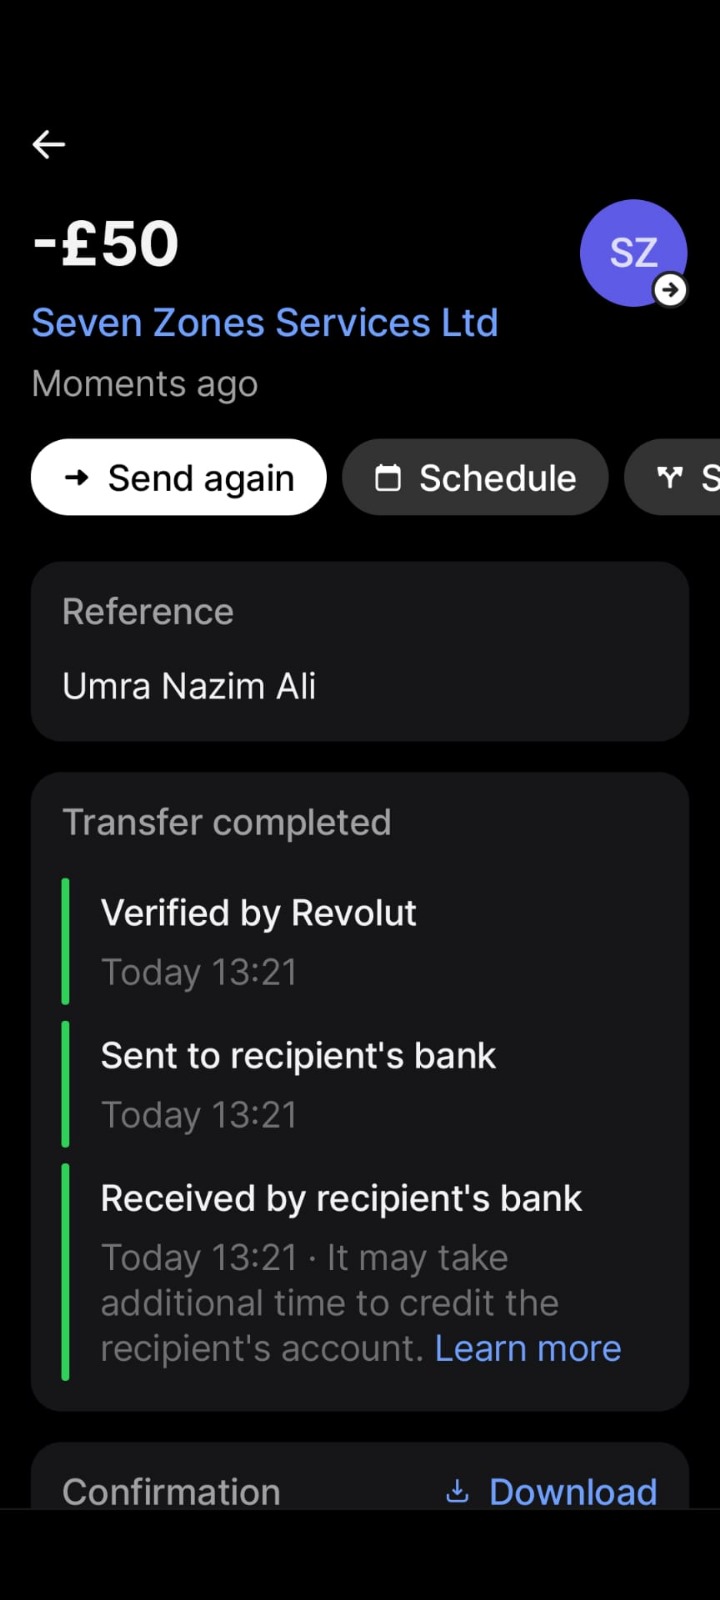 -£50
SZ
Seven Zones Services Ltd
Moments ago
Send again
Schedule
S
Reference
Umra Nazim Ali
Transfer completed
Verified by Revolut
Today 13:21
Sent to recipient's bank
Today 13:21
Received by recipient's bank
Today 13:21 · It may take
additional time to credit the
recipient's account. Learn more
Confirmation
Download